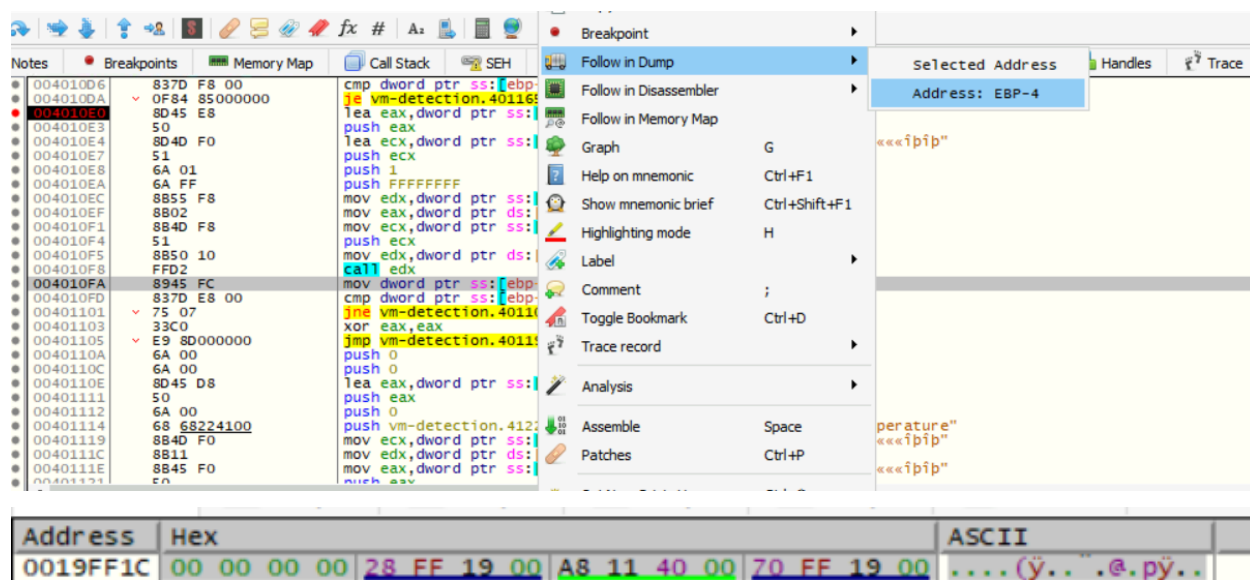 fx # A₂
Notes Breakpoints Memory Map Call Stack SEH Handles Trace
Breakpoint
Follow in Dump
Follow in Disassembler
Follow in Memory Map
Graph G
Help on mnemonic Ctrl+F1
Show mnemonic brief Ctrl+Shift+F1
Highlighting mode H
Label
Comment ;
Toggle Bookmark Ctrl+D
Trace record
Analysis
Assemble Space
Patches Ctrl+P
Selected Address
Address: EBP-4
004010D6 837D F8 00 cmp dword ptr ss:[ebp-
004010DA 0F84 85000000 je vm-detection.401165
004010E0 8D45 E8 lea eax,dword ptr ss:[
004010E3 50 push eax
004010E4 8D4D F0 lea ecx,dword ptr ss:[ «««îþîþ"
004010E7 51 push ecx
004010E8 6A 01 push 1
004010EA 6A FF push FFFFFFFF
004010EC 8B55 F8 mov edx,dword ptr ss:[
004010EF 8B02 mov eax,dword ptr ds:[
004010F1 8B4D F8 mov ecx,dword ptr ss:[
004010F4 51 push ecx
004010F5 8B50 10 mov edx,dword ptr ds:[
004010F8 FFD2 call edx
004010FA 8945 FC mov dword ptr ss:[ebp-
004010FD 837D E8 00 cmp dword ptr ss:[ebp-
00401101 75 07 jne vm-detection.40110
00401103 33C0 xor eax,eax
00401105 E9 8D000000 jmp vm-detection.40119
0040110A 6A 00 push 0
0040110C 6A 00 push 0
0040110E 8D45 D8 lea eax,dword ptr ss:[
00401111 50 push eax
00401112 6A 00 push 0
00401114 68 68224100 push vm-detection.4122 perature"
00401119 8B4D F0 mov ecx,dword ptr ss:[ «««îþîþ"
0040111C 8B11 mov edx,dword ptr ds:[
0040111E 8B45 F0 mov eax,dword ptr ss:[ «««îþîþ"
00401121 50 push eax
Address Hex ASCII
0019FF1C 00 00 00 00 28 FF 19 00 A8 11 40 00 70 FF 19 00 ....(ÿ..¨.@.pÿ..